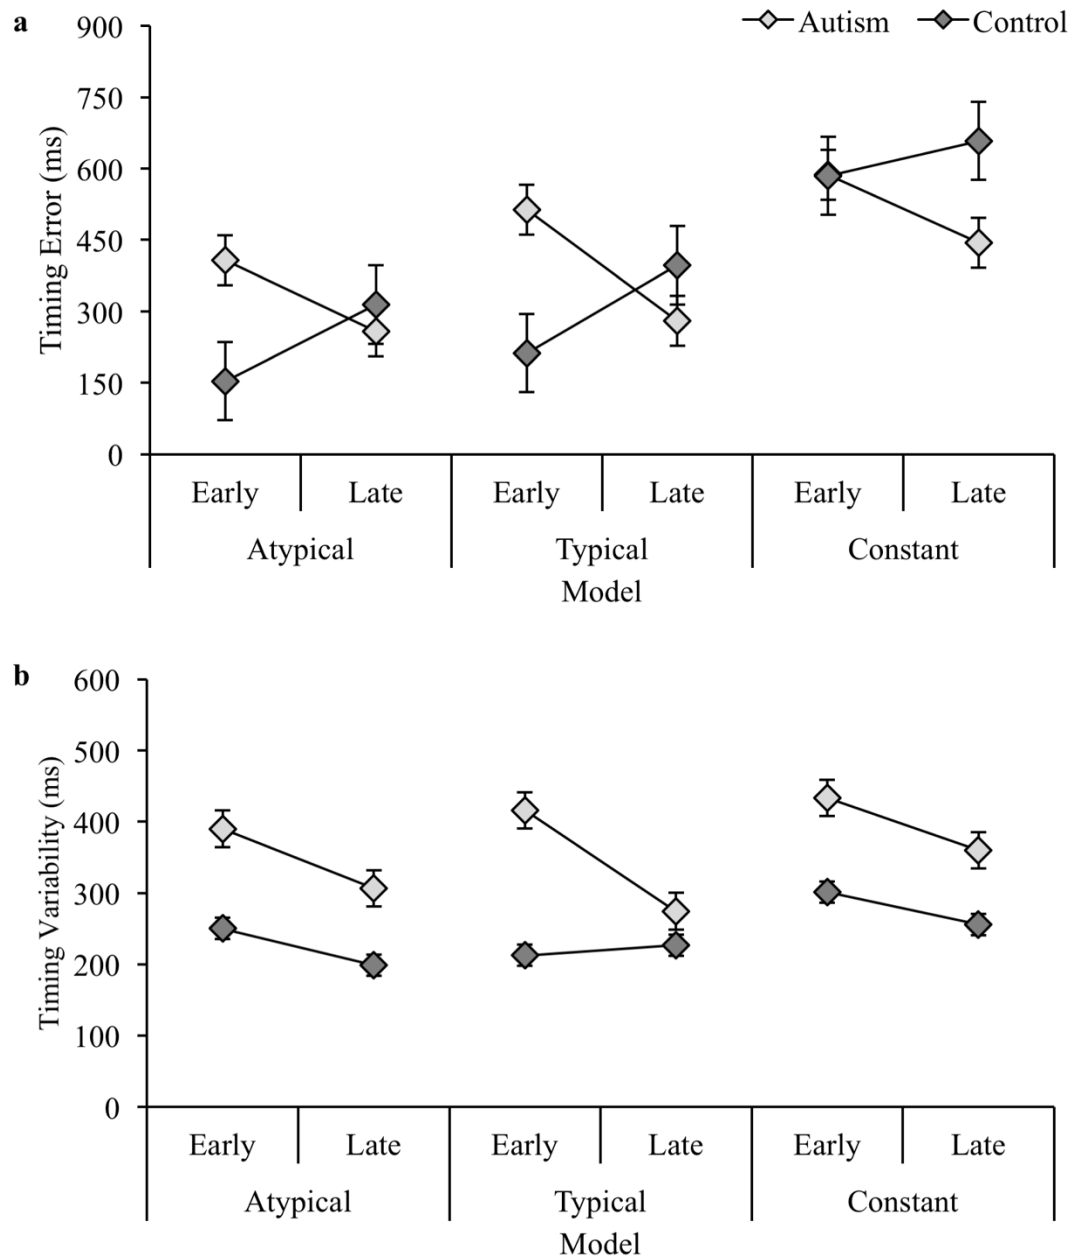 a
Autism Control
900
750
600
450
300
150
0
Timing Error (ms)
Early Late Early Late Early Late
Atypical Typical Constant
Model
b
600
500
400
300
200
100
0
Timing Variability (ms)
Early Late Early Late Early Late
Atypical Typical Constant
Model